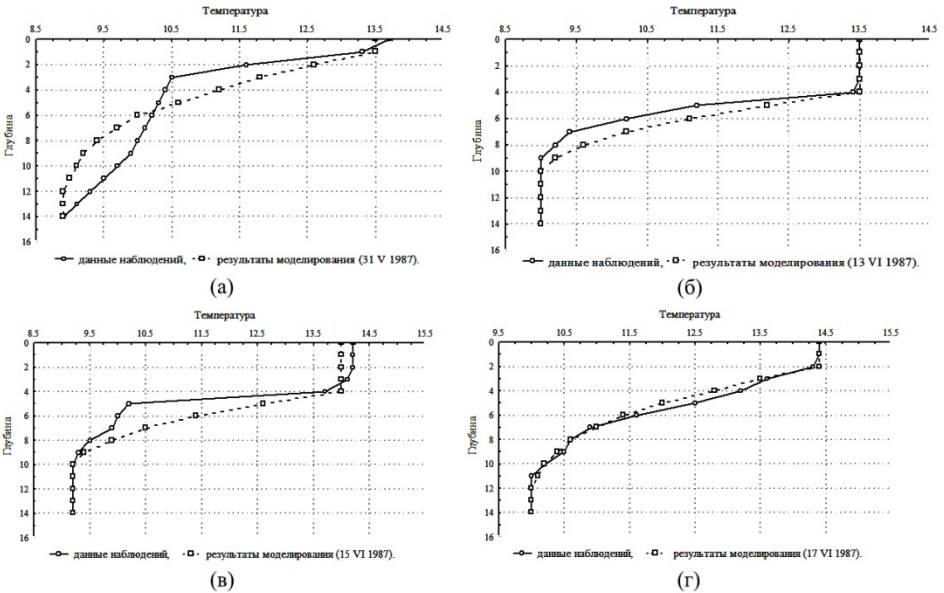 Температура
8.5 9.5 10.5 11.5 12.5 13.5 14.5
0
2
4
6
8
10
12
14
16
Глубина
данные наблюдений, результаты моделирования (31 V 1987).
(а)
Температура
8.5 9.5 10.5 11.5 12.5 13.5 14.5
0
2
4
6
8
10
12
14
16
Глубина
данные наблюдений, результаты моделирования (13 VI 1987).
(б)
Температура
8.5 9.5 10.5 11.5 12.5 13.5 14.5 15.5
0
2
4
6
8
10
12
14
16
Глубина
данные наблюдений, результаты моделирования (15 VI 1987).
(в)
Температура
9.5 10.5 11.5 12.5 13.5 14.5 15.5
0
2
4
6
8
10
12
14
16
Глубина
данные наблюдений, результаты моделирования (17 VI 1987).
(г)